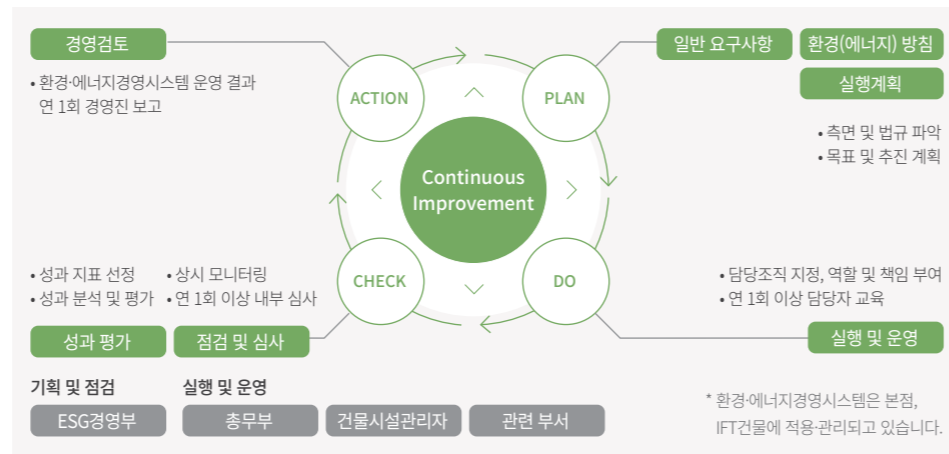 경영검토
• 환경·에너지경영시스템 운영 결과
연 1회 경영진 보고
일반 요구사항
환경(에너지) 방침
실행계획
• 측면 및 법규 파악
• 목표 및 추진 계획
ACTION
PLAN
Continuous
Improvement
CHECK
DO
• 성과 지표 선정
• 성과 분석 및 평가
• 상시 모니터링
• 연 1회 이상 내부 심사
성과 평가
점검 및 심사
• 담당조직 지정, 역할 및 책임 부여
• 연 1회 이상 담당자 교육
실행 및 운영
기획 및 점검
ESG경영부
실행 및 운영
총무부
건물시설관리자
관련 부서
* 환경·에너지경영시스템은 본점,
IFT건물에 적용·관리되고 있습니다.